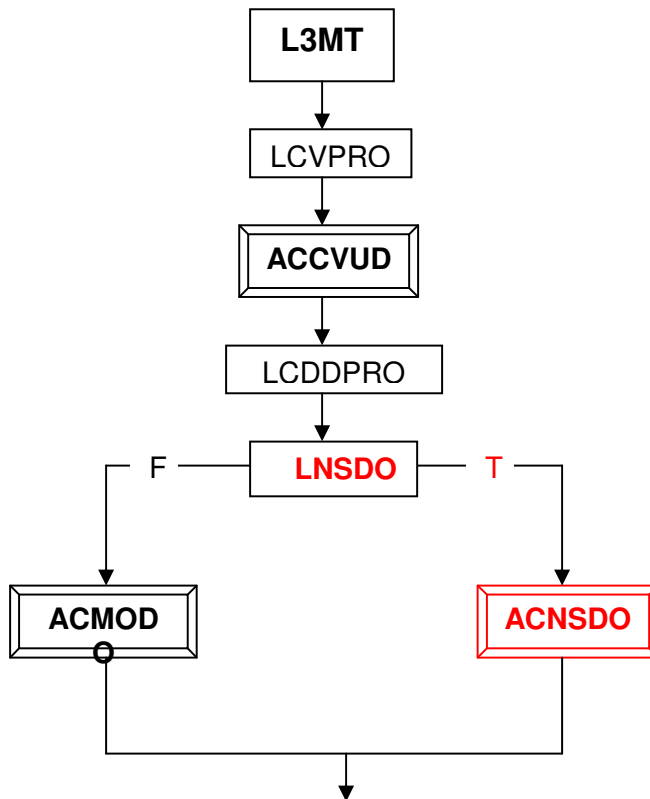 L3MT
LCVPRO
ACCVUD
LCDDPRO
F
LNSDO
T
ACMOD
O
ACNSDO